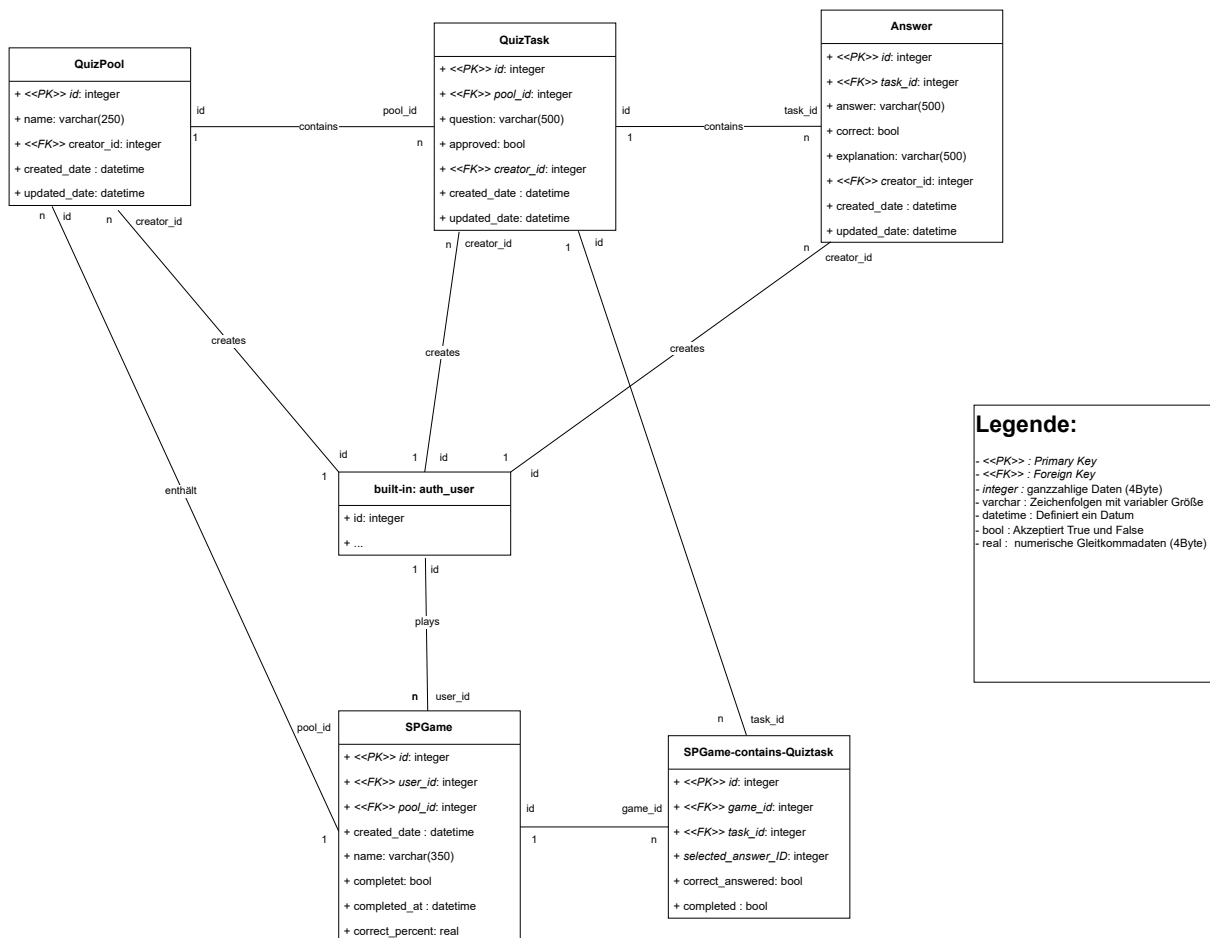 QuizPool
+ <<PK>> id: integer
+ name: varchar(250)
+ <<FK>> creator_id: integer
+ created_date : datetime
+ updated_date: datetime
QuizTask
+ <<PK>> id: integer
+ <<FK>> pool_id: integer
+ question: varchar(500)
+ approved: bool
+ <<FK>> creator_id: integer
+ created_date : datetime
+ updated_date: datetime
Answer
+ <<PK>> id: integer
+ <<FK>> task_id: integer
+ answer: varchar(500)
+ correct: bool
+ explanation: varchar(500)
+ <<FK>> creator_id: integer
+ created_date : datetime
+ updated_date: datetime
id
pool_id
contains
1
n
id
task_id
contains
1
n
n
id
n
creator_id
n
creator_id
1
id
n
creator_id
creates
creates
creates
enthält
id
1
1
id
1
id
built-in: auth_user
+ id: integer
+ ...
1
id
plays
n
user_id
pool_id
1
SPGame
+ <<PK>> id: integer
+ <<FK>> user_id: integer
+ <<FK>> pool_id: integer
+ created_date : datetime
+ name: varchar(350)
+ completet: bool
+ completed_at : datetime
+ correct_percent: real
id
game_id
1
n
n
task_id
SPGame-contains-Quiztask
+ <<PK>> id: integer
+ <<FK>> game_id: integer
+ <<FK>> task_id: integer
+ selected_answer_ID: integer
+ correct_answered: bool
+ completed : bool
Legende:
- <<PK>> : Primary Key
- <<FK>> : Foreign Key
- integer : ganzzahlige Daten (4Byte)
- varchar : Zeichenfolgen mit variabler Größe
- datetime : Definiert ein Datum
- bool : Akzeptiert True und False
- real : numerische Gleitkommadaten (4Byte)